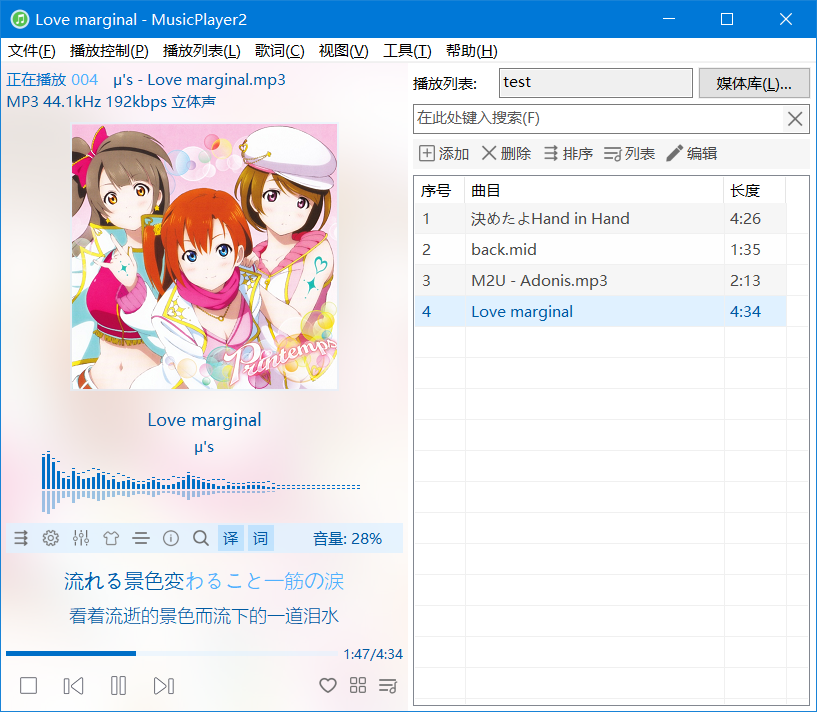 Love marginal - MusicPlayer2
文件(F) 播放控制(P) 播放列表(L) 歌词(C) 视图(V) 工具(T) 帮助(H)
正在播放 004 μ's - Love marginal.mp3
MP3 44.1kHz 192kbps 立体声
Printemps
Love marginal
μ's
译 词 音量: 28%
流れる景色変わること一筋の涙
看着流逝的景色而流下的一道泪水
1:47/4:34
播放列表: test 媒体库(L)...
在此处键入搜索(F)
添加 删除 排序 列表 编辑
序号 曲目 长度
1 決めたよHand in Hand 4:26
2 back.mid 1:35
3 M2U - Adonis.mp3 2:13
4 Love marginal 4:34